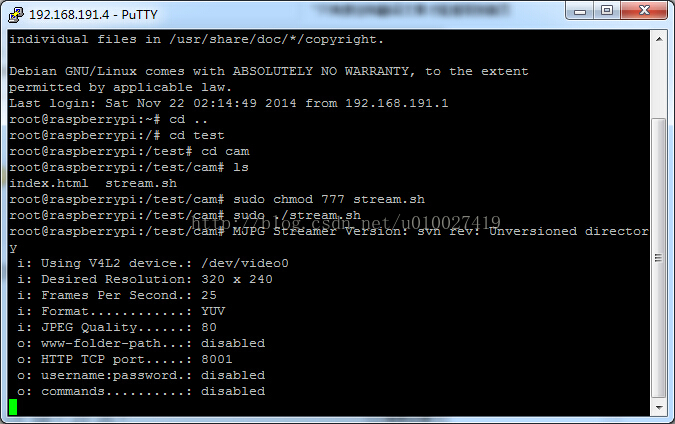 192.168.191.4 - PuTTY
individual files in /usr/share/doc/*/copyright.
Debian GNU/Linux comes with ABSOLUTELY NO WARRANTY, to the extent
permitted by applicable law.
Last login: Sat Nov 22 02:14:49 2014 from 192.168.191.1
root@raspberrypi:~# cd ..
root@raspberrypi:/# cd test
root@raspberrypi:/test# cd cam
root@raspberrypi:/test/cam# ls
index.html  stream.sh
root@raspberrypi:/test/cam# sudo chmod 777 stream.sh
root@raspberrypi:/test/cam# sudo ./stream.sh
http://blog.csdn.net/u010027419
root@raspberrypi:/test/cam# MJPG Streamer Version: svn rev: Unversioned director
y
 i: Using V4L2 device.: /dev/video0
 i: Desired Resolution: 320 x 240
 i: Frames Per Second.: 25
 i: Format............: YUV
 i: JPEG Quality......: 80
 o: www-folder-path...: disabled
 o: HTTP TCP port.....: 8001
 o: username:password.: disabled
 o: commands..........: disabled